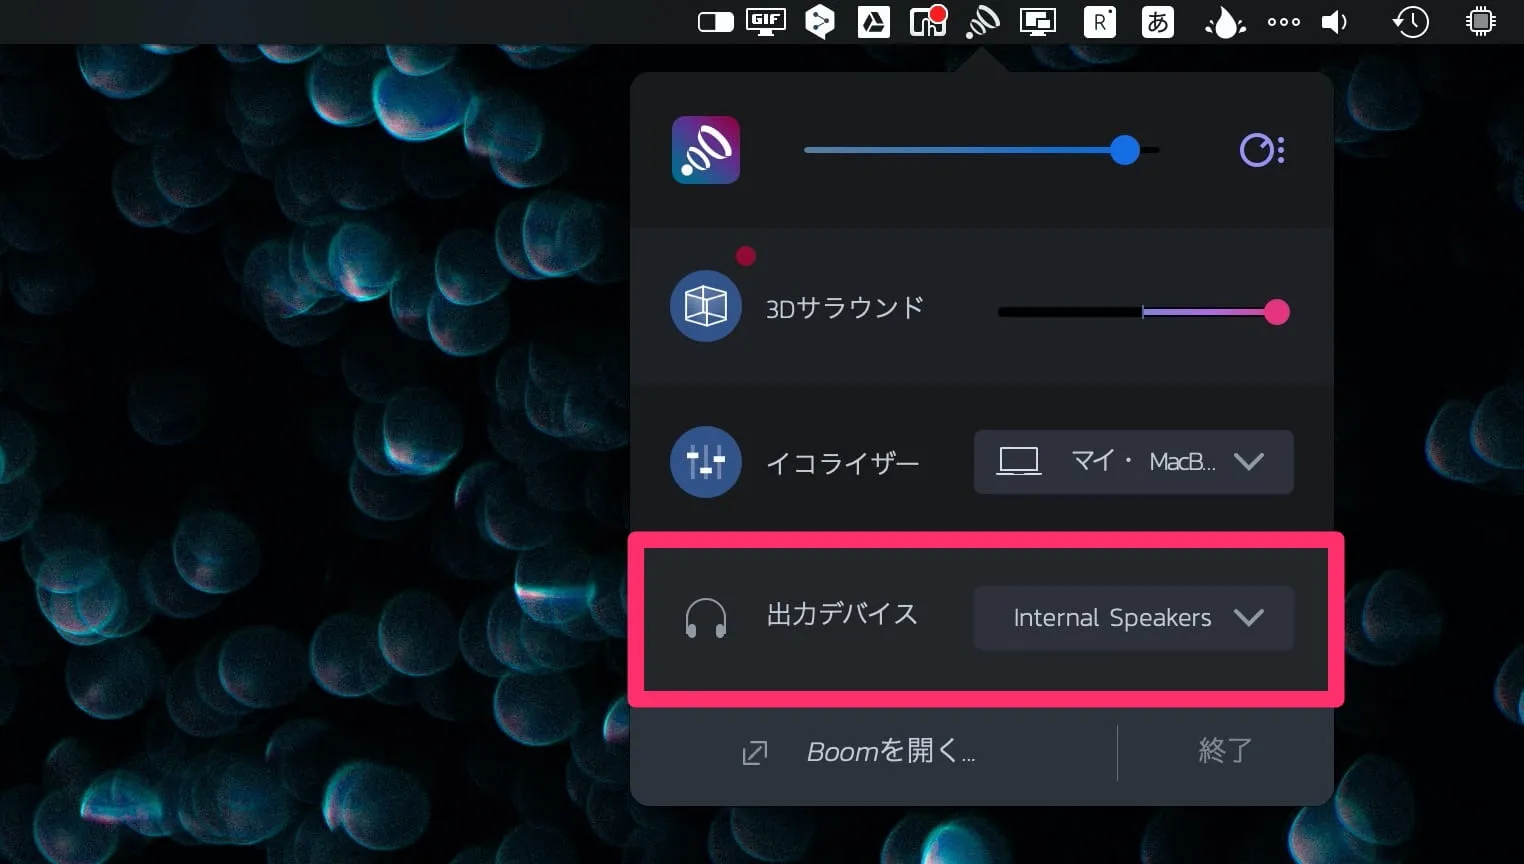 GIF
R
あ
3Dサラウンド
イコライザー
マイ・ MacB...
出力デバイス
Internal Speakers
Boomを開く...
終了